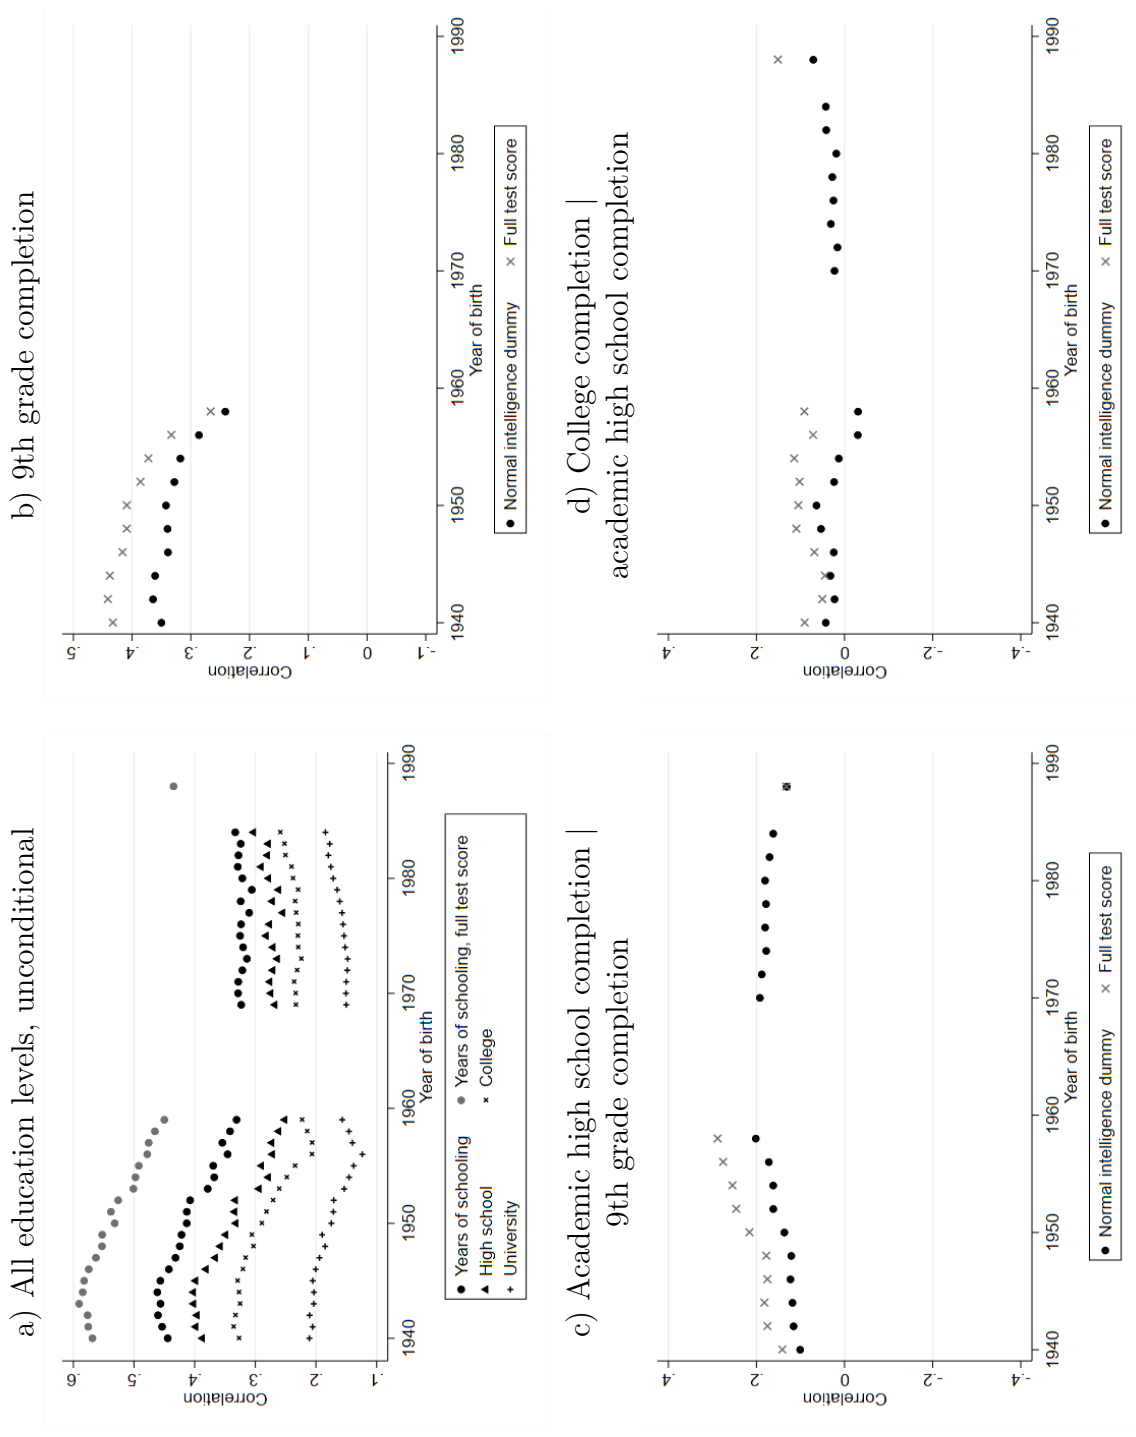 a) All education levels, unconditional
Correlation
.6
.5
.4
.3
.2
.1
1940 1950 1960 1970 1980 1990
Year of birth
Years of schooling Years of schooling, full test score
High school College
University
b) 9th grade completion
Correlation
.5
.4
.3
.2
.1
0
-.1
1940 1950 1960 1970 1980 1990
Year of birth
Normal intelligence dummy Full test score
c) Academic high school completion |
9th grade completion
Correlation
.4
.2
0
-.2
-.4
1940 1950 1960 1970 1980 1990
Year of birth
Normal intelligence dummy Full test score
d) College completion |
academic high school completion
Correlation
.4
.2
0
-.2
-.4
1940 1950 1960 1970 1980 1990
Year of birth
Normal intelligence dummy Full test score